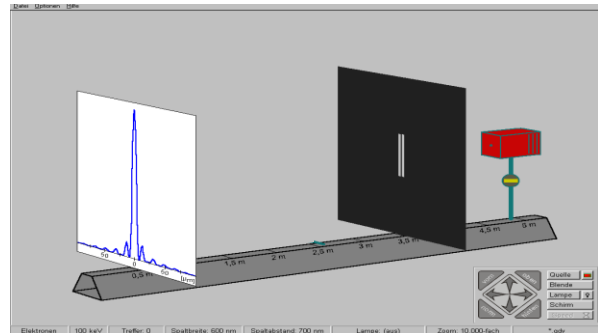 Datei Optionen Hilfe
50 0 50 [µm]
0,5 m 1,5 m 2 m 2,5 m 3 m 3,5 m 4,5 m 5 m
Quelle
Blende
Lampe
Schirm
Elektronen 100 keV Treffer: 0 Spaltbreite: 600 nm Spaltabstand: 700 nm Lampe: (aus) Zoom: 10.000-fach *.qds